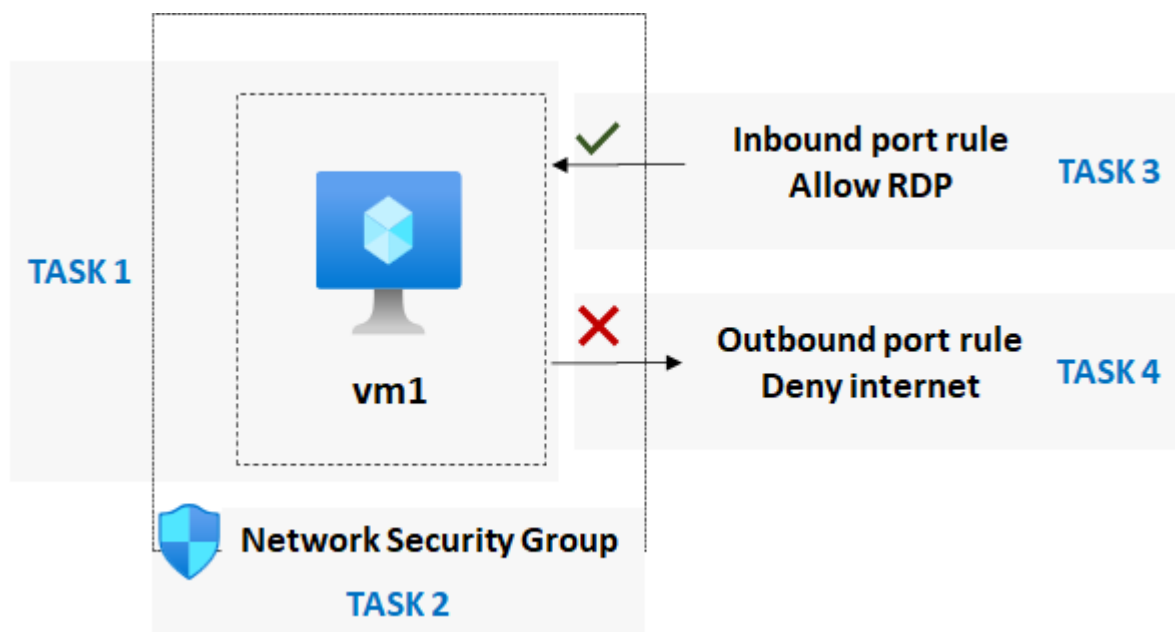 TASK 1
vm1
Inbound port rule
Allow RDP
TASK 3
Outbound port rule
Deny internet
TASK 4
Network Security Group
TASK 2